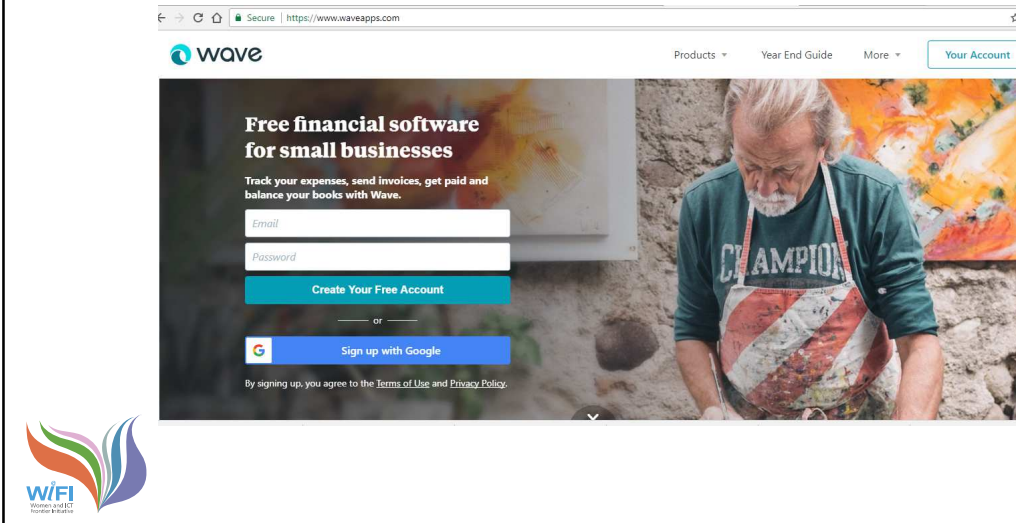 Secure | https://www.waveapps.com
wave
Products Year End Guide More Your Account
Free financial software
for small businesses
Track your expenses, send invoices, get paid and
balance your books with Wave.
Email
Password
Create Your Free Account
or
G Sign up with Google
By signing up, you agree to the Terms of Use and Privacy Policy.
CHAMPION
WIFI
Women and ICT
Frontier Initiative